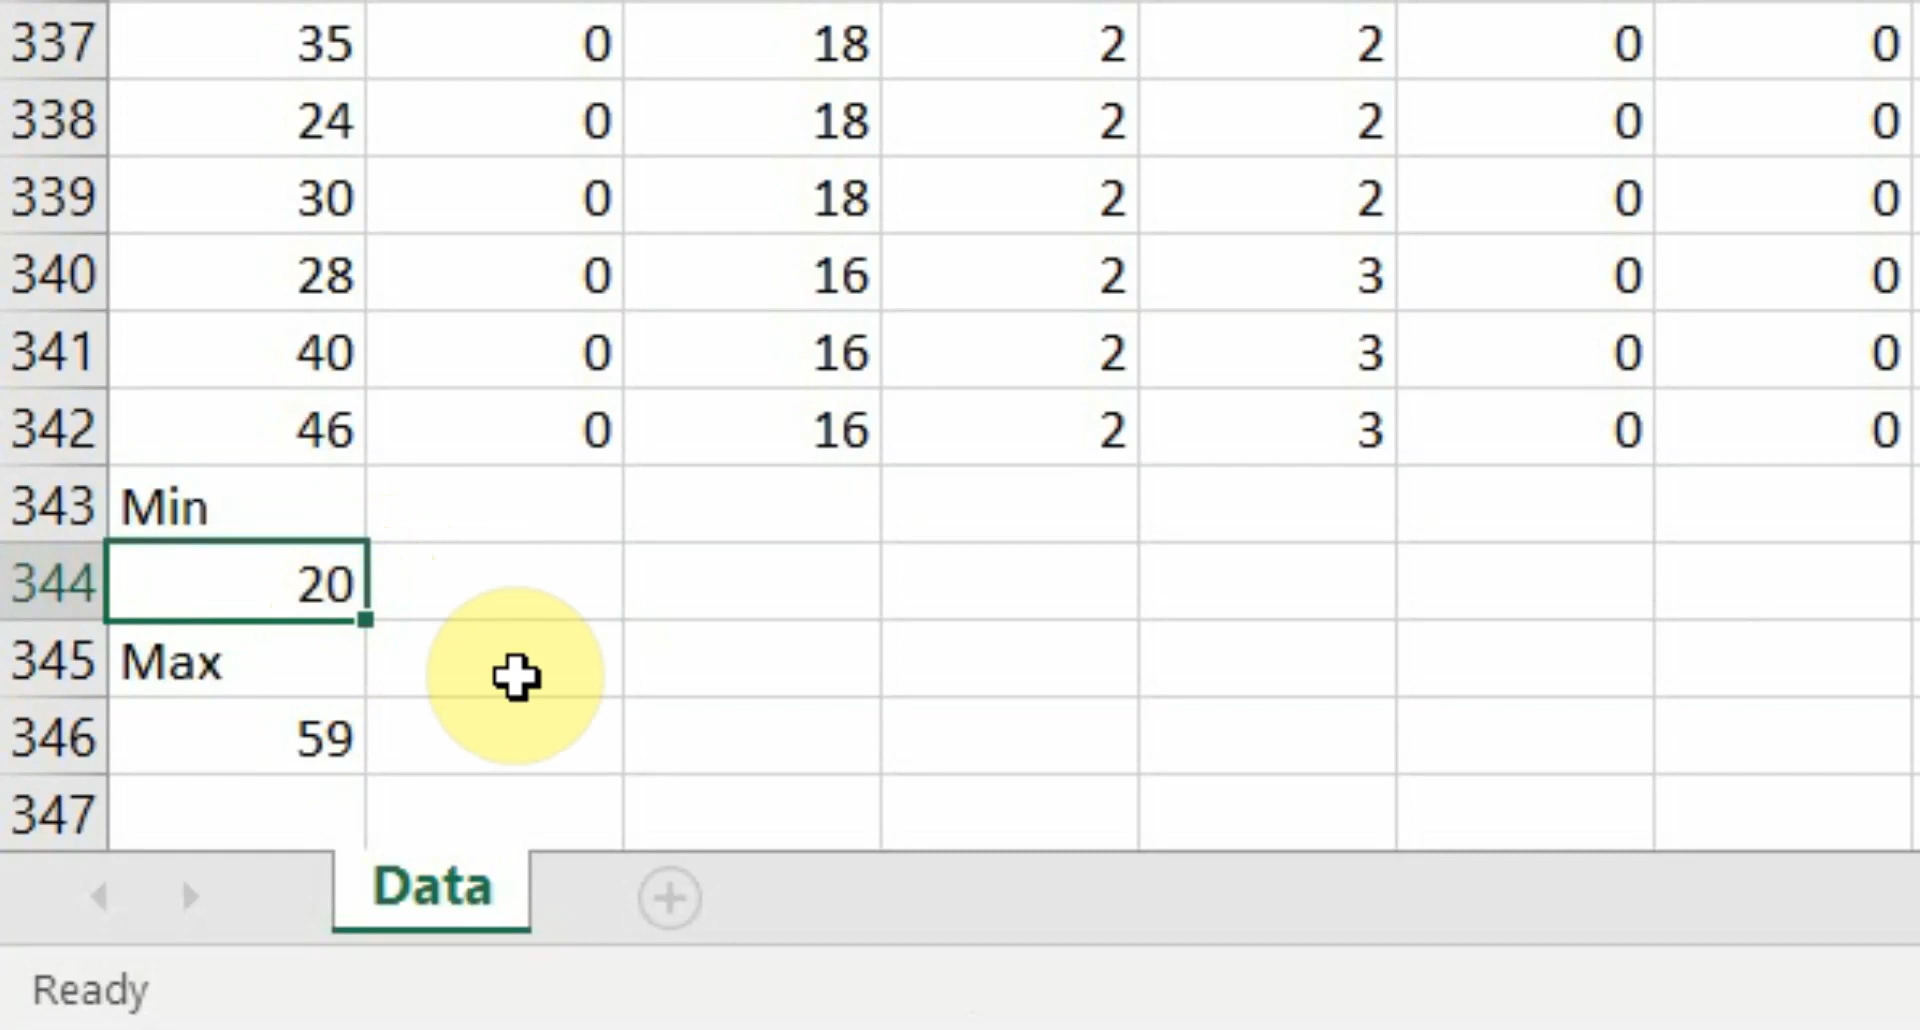 337 35 0 18 2 2 0 0
338 24 0 18 2 2 0 0
339 30 0 18 2 2 0 0
340 28 0 16 2 3 0 0
341 40 0 16 2 3 0 0
342 46 0 16 2 3 0 0
343 Min
344 20
345 Max
346 59
347
Data
Ready